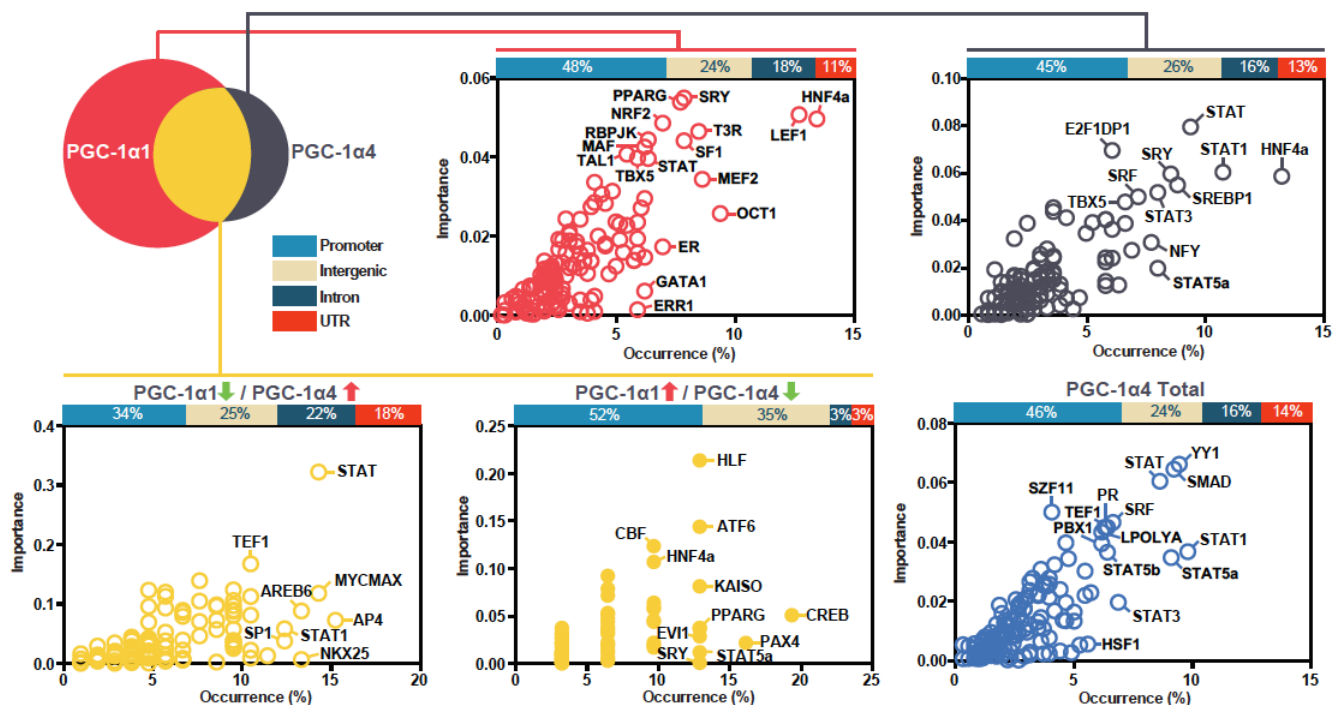 PGC-1α1
PGC-1α4
Promoter
Intergenic
Intron
UTR
48%
24%
18%
11%
0.06
0.04
0.02
0.00
Importance
PPARG
SRY
NRF2
HNF4a
RBPJK
T3R
LEF1
MAF
SF1
TAL1
STAT
TBX5
MEF2
OCT1
ER
GATA1
ERR1
0
5
10
15
Occurrence (%)
45%
26%
16%
13%
0.10
0.08
0.06
0.04
0.02
0.00
Importance
STAT
E2F1DP1
STAT1
HNF4a
SRY
SRF
SREBP1
TBX5
STAT3
NFY
STAT5a
0
5
10
15
Occurrence (%)
PGC-1α1 / PGC-1α4
34%
25%
22%
18%
0.4
0.3
0.2
0.1
0.0
Importance
STAT
TEF1
MYCMAX
AREB6
AP4
SP1
STAT1
NKX25
0
5
10
15
20
Occurrence (%)
PGC-1α1 / PGC-1α4
52%
35%
3%
3%
0.25
0.20
0.15
0.10
0.05
0.00
Importance
HLF
CBF
ATF6
HNF4a
KAISO
PPARG
CREB
EVI1
PAX4
SRY
STAT5a
0
5
10
15
20
25
Occurrence (%)
PGC-1α4 Total
46%
24%
16%
14%
0.08
0.06
0.04
0.02
0.00
Importance
STAT
YY1
SMAD
SZF11
PR
TEF1
SRF
PBX1
LPOLYA
STAT1
STAT5b
STAT5a
STAT3
HSF1
0
5
10
15
Occurrence (%)